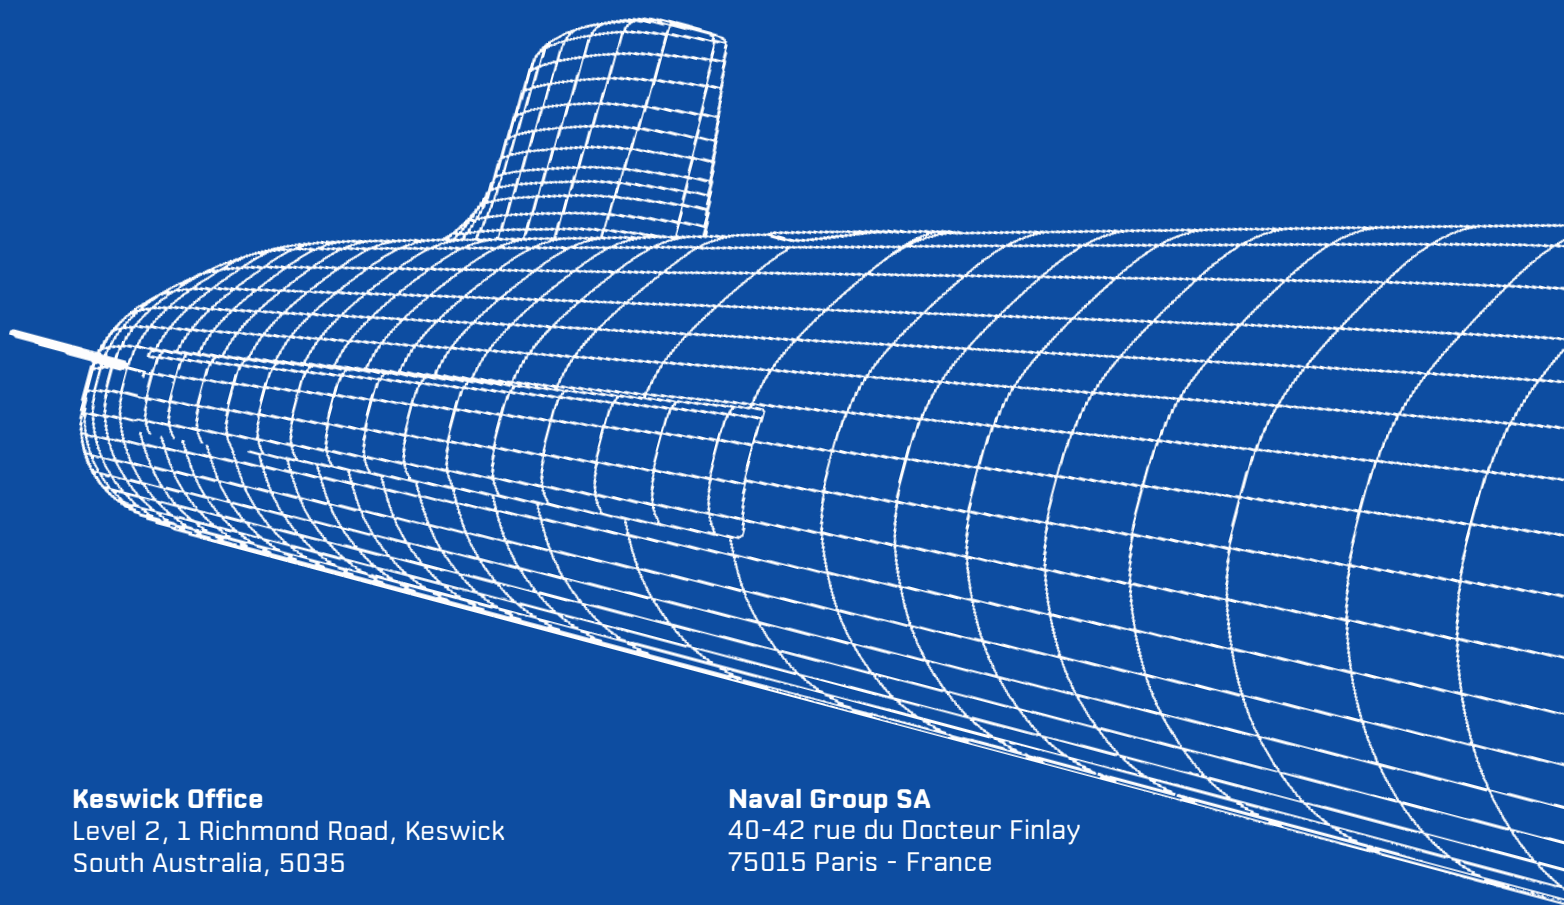 Keswick Office
Level 2, 1 Richmond Road, Keswick
South Australia, 5035
Naval Group SA
40-42 rue du Docteur Finlay
75015 Paris - France